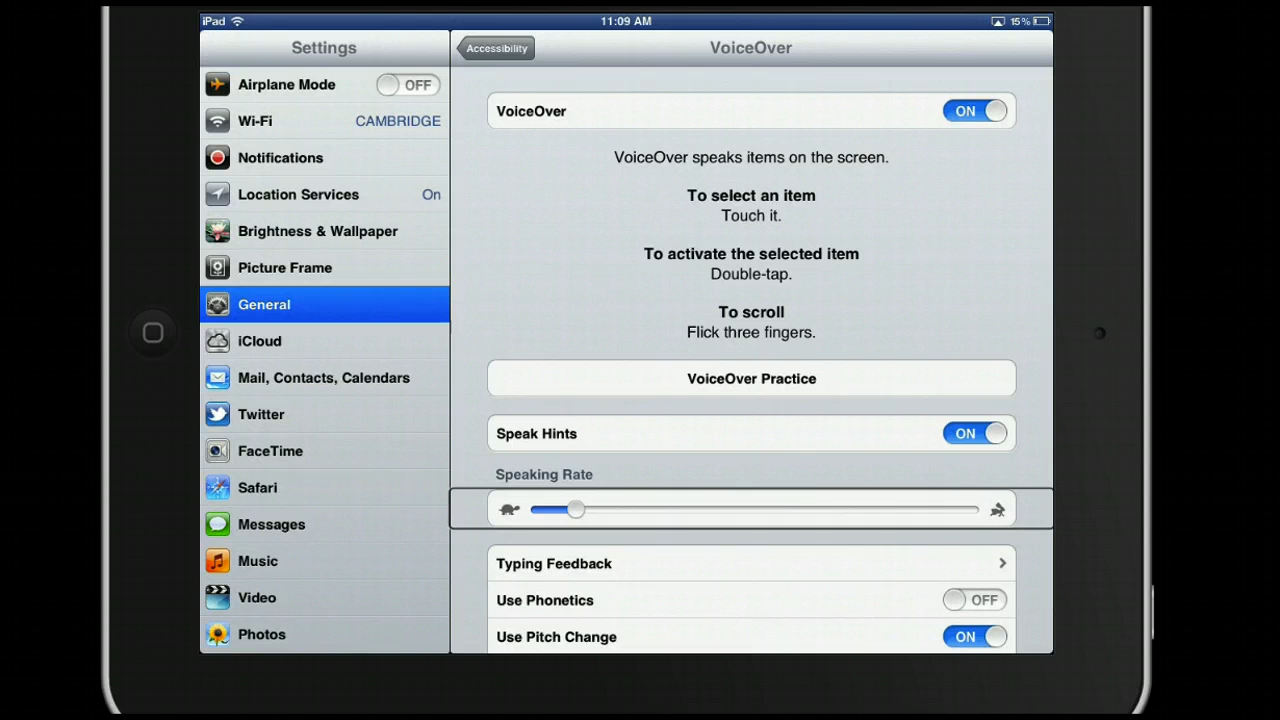 iPad
11:09 AM
15%
Settings
Accessibility
VoiceOver
Airplane Mode
OFF
Wi-Fi
CAMBRIDGE
Notifications
Location Services
On
Brightness & Wallpaper
Picture Frame
General
iCloud
Mail, Contacts, Calendars
Twitter
FaceTime
Safari
Messages
Music
Video
Photos
VoiceOver
ON
VoiceOver speaks items on the screen.
To select an item
Touch it.
To activate the selected item
Double-tap.
To scroll
Flick three fingers.
VoiceOver Practice
Speak Hints
ON
Speaking Rate
Typing Feedback
Use Phonetics
OFF
Use Pitch Change
ON